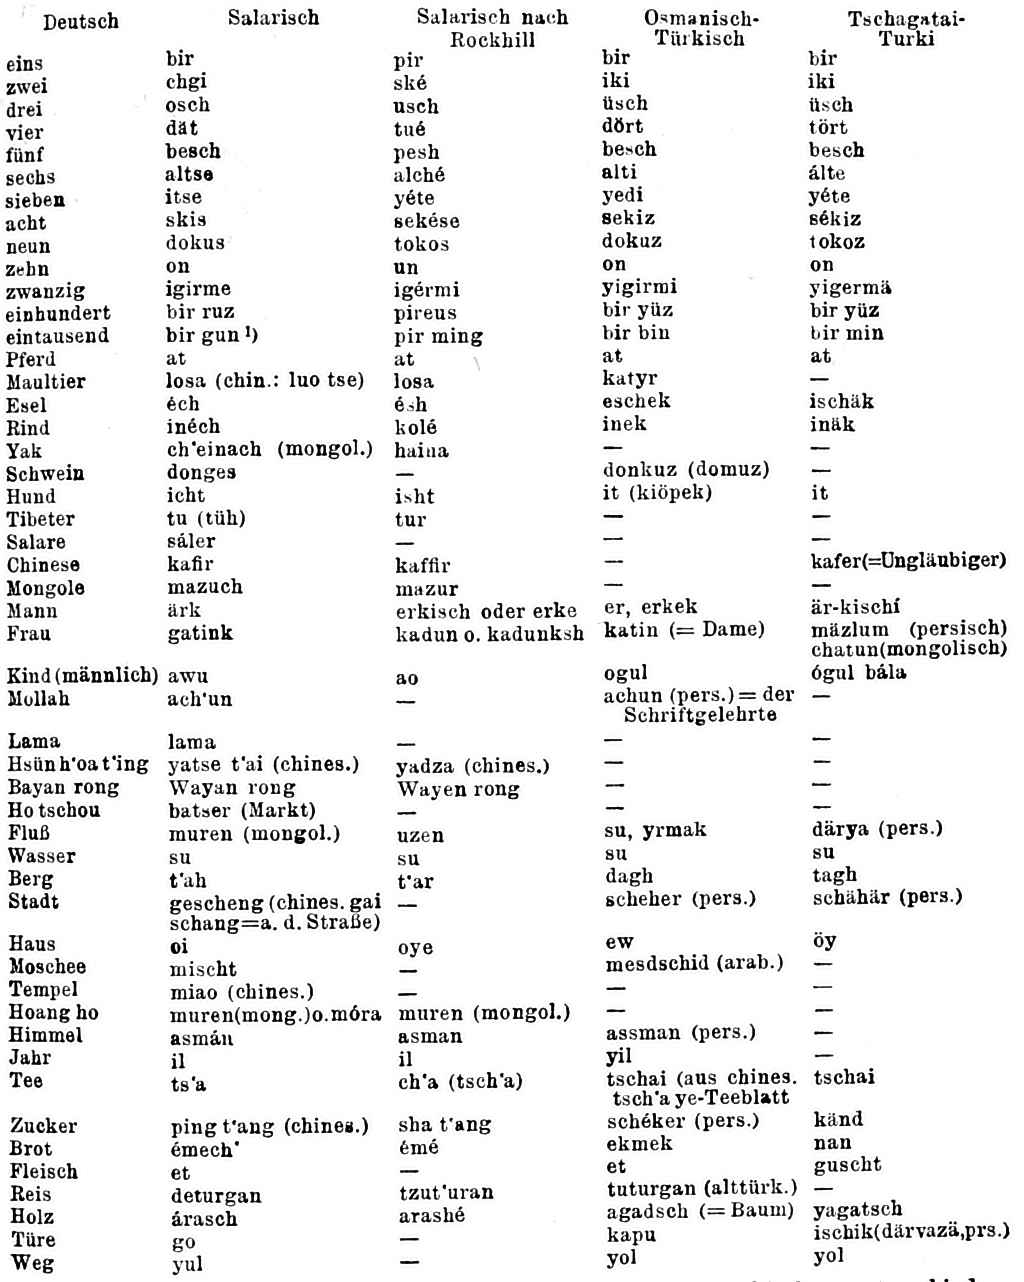 Deutsch Salarisch Salarisch nach Rockhill Osmanisch-Türkisch Tschagatai-Turki
eins bir pir bir bir
zwei chgi ské iki iki
drei osch usch üsch üsch
vier dät tué dört tört
fünf besch pesh besch besch
sechs altse alché alti álte
sieben itse yéte yedi yéte
acht skis sekése sekiz sékiz
neun dokus tokos dokuz tokoz
zehn on un on on
zwanzig igirme igérmi yigirmi yigermä
einhundert bir ruz pireus bir yüz bir yüz
eintausend bir gun ¹) pir ming bir bin bir min
Pferd at at at at
Maultier losa (chin.: luo tse) losa katyr —
Esel éch ésh eschek ischäk
Rind inéch kolé inek inäk
Yak ch'einach (mongol.) haina — —
Schwein donges — donkuz (domuz) —
Hund icht isht it (kiöpek) it
Tibeter tu (tüh) tur — —
Salare sáler — — —
Chinese kafir kaffir — kafer(=Ungläubiger)
Mongole mazuch mazur — —
Mann ärk erkisch oder erke er, erkek är-kischí
Frau gatink kadun o. kadunksh katin (= Dame) mäzlum (persisch)
chatun(mongolisch)
Kind (männlich) awu ao ogul ógul bála
Mollah ach'un — achun (pers.) = der —
Schriftgelehrte
Lama lama — — —
Hsünh'oat'ing yatse t'ai (chines.) yadza (chines.) — —
Bayan rong Wayan rong Wayen rong — —
Ho tschou batser (Markt) — — —
Fluß muren (mongol.) uzen su, yrmak därya (pers.)
Wasser su su su su
Berg t'ah t'ar dagh tagh
Stadt gescheng (chines. gai — scheher (pers.) schähär (pers.)
schang=a. d. Straße)
Haus oi oye ew öy
Moschee mischt — mesdschid (arab.) —
Tempel miao (chines.) — — —
Hoang ho muren(mong.)o.móra muren (mongol.) — —
Himmel asmán asman assman (pers.) —
Jahr il il yil —
Tee ts'a ch'a (tsch'a) tschai (aus chines. tschai
tsch'a ye-Teeblatt
Zucker ping t'ang (chines.) sha t'ang schéker (pers.) känd
Brot émech' émé ekmek nan
Fleisch et — et guscht
Reis deturgan tzut'uran tuturgan (alttürk.) —
Holz árasch arashé agadsch (= Baum) yagatsch
Türe go — kapu ischik(därvazä,prs.)
Weg yul — yol yol